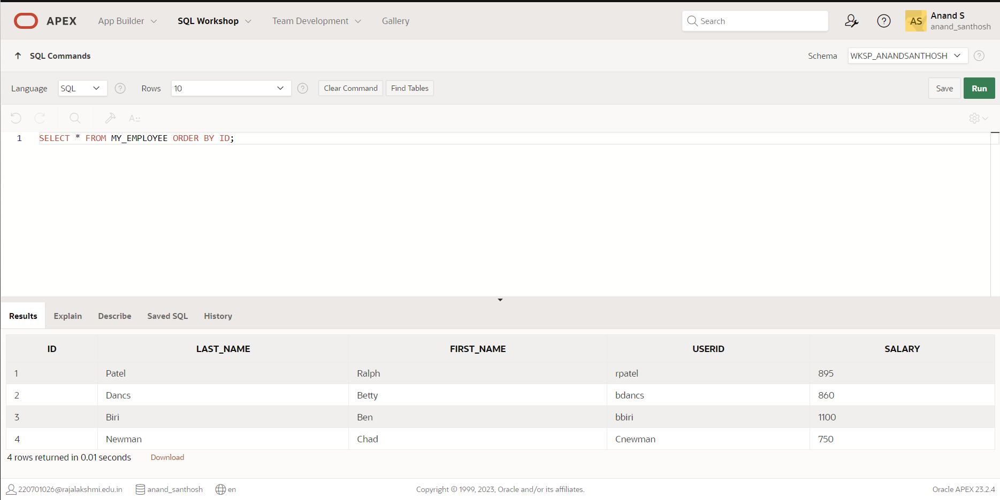 APEX App Builder SQL Workshop Team Development Gallery Search ? AS Anand S
anand_santhosh
SQL Commands Schema WKSP_ANANDSANTHOSH ?
Language SQL ? Rows 10 ? Clear Command Find Tables Save Run
A::
1 SELECT * FROM MY_EMPLOYEE ORDER BY ID;
Results Explain Describe Saved SQL History
ID LAST_NAME FIRST_NAME USERID SALARY
1 Patel Ralph rpatel 895
2 Dancs Betty bdancs 860
3 Biri Ben bbiri 1100
4 Newman Chad Cnewman 750
4 rows returned in 0.01 seconds Download
220701026@rajalakshmi.edu.in anand_santhosh en Copyright © 1999, 2023, Oracle and/or its affiliates. Oracle APEX 23.2.4